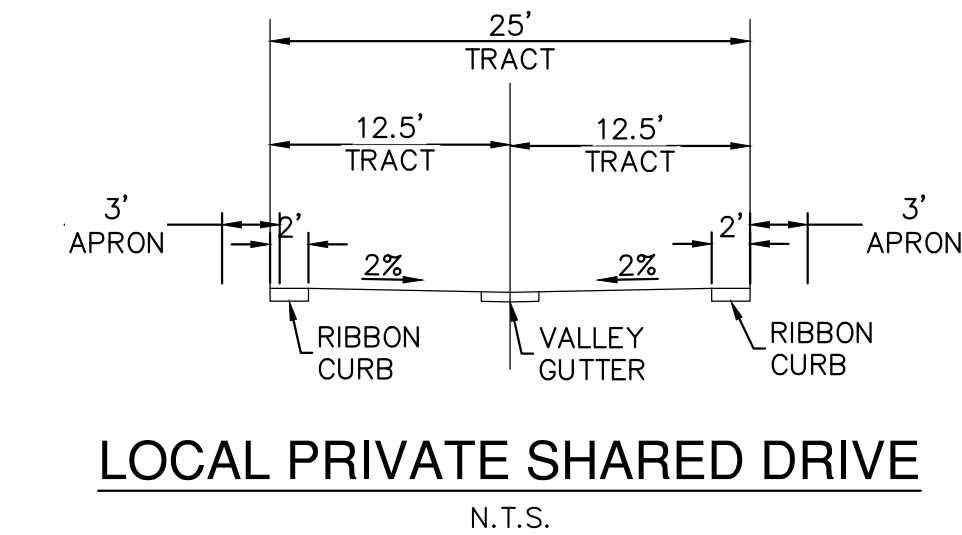 25’
TRACT
12.5’
TRACT
12.5’
TRACT
3’
APRON
2’
2’
3’
APRON
2%
2%
RIBBON
CURB
VALLEY
GUTTER
RIBBON
CURB
LOCAL PRIVATE SHARED DRIVE
N.T.S.